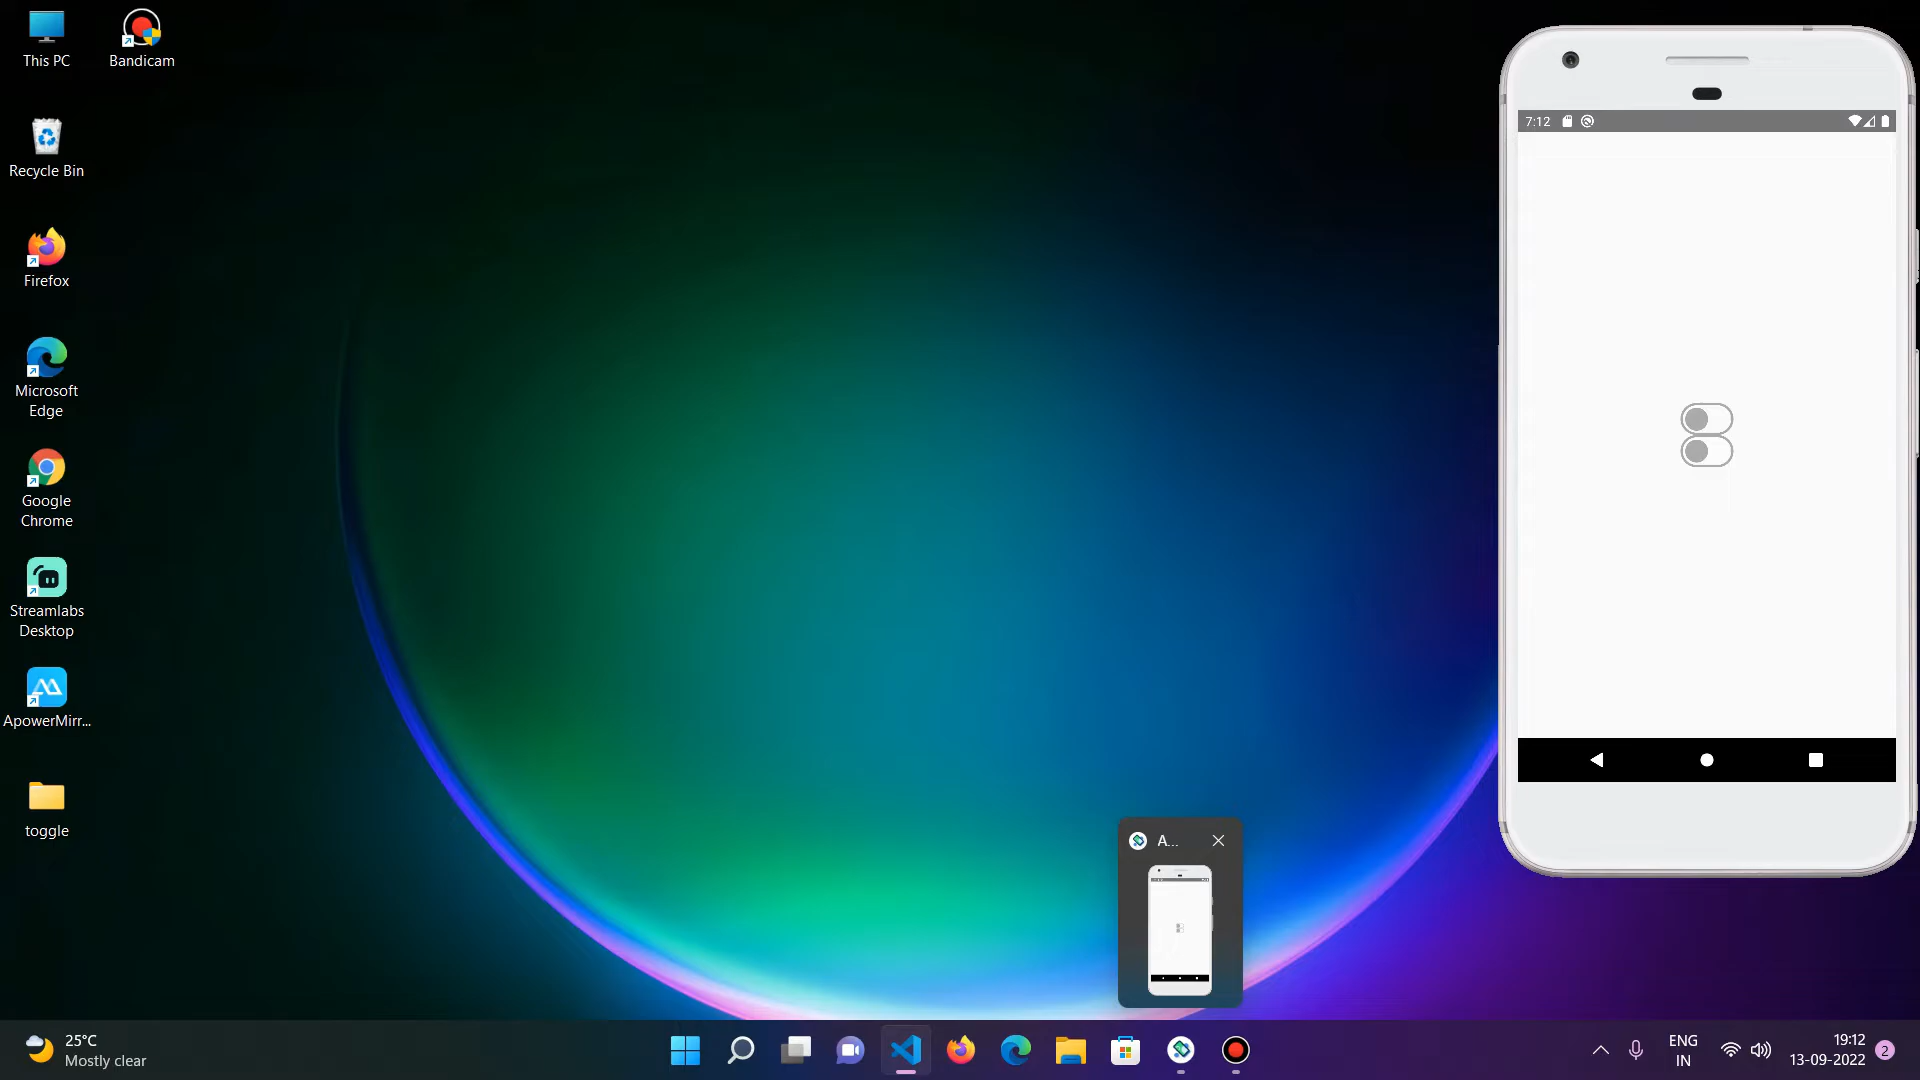 This PC
Bandicam
Recycle Bin
Firefox
Microsoft
Edge
Google
Chrome
Streamlabs
Desktop
ApowerMirr...
toggle
7:12
A...
25°C
Mostly clear
ENG
IN
19:12
13-09-2022
2